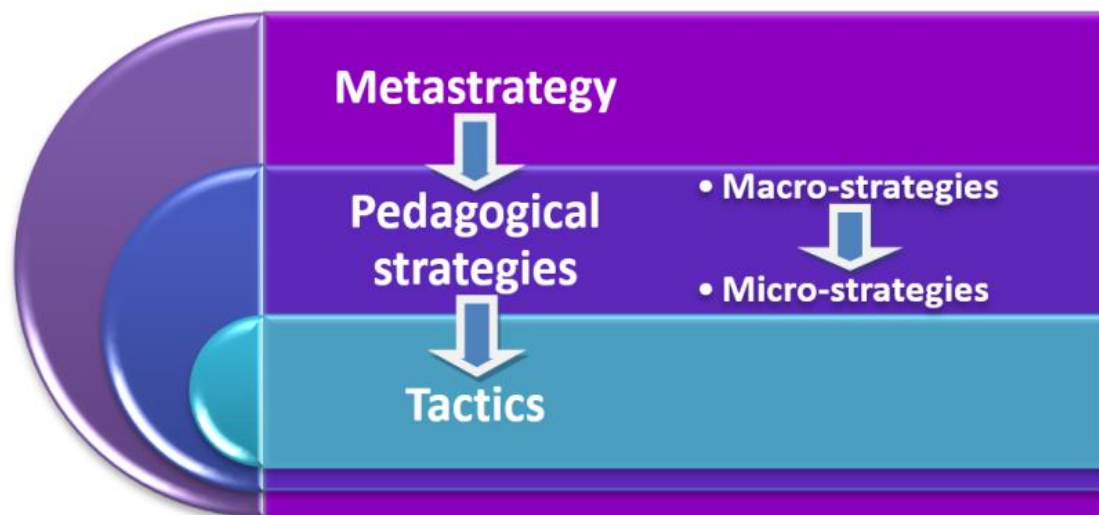 Metastrategy
Pedagogical
strategies
• Macro-strategies
• Micro-strategies
Tactics